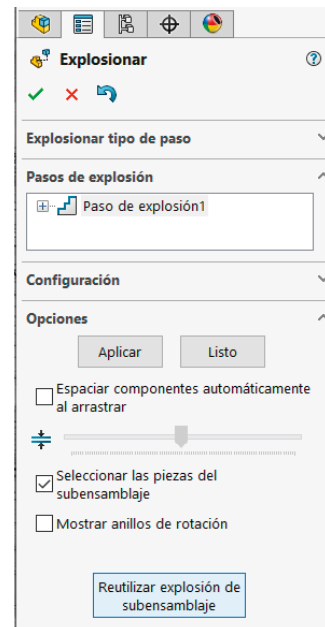 Explosionar
Explosionar tipo de paso
Pasos de explosión
Paso de explosión1
Configuración
Opciones
Aplicar Listo
Espaciar componentes automáticamente
al arrastrar
Seleccionar las piezas del
subensamblaje
Mostrar anillos de rotación
Reutilizar explosión de
subensamblaje